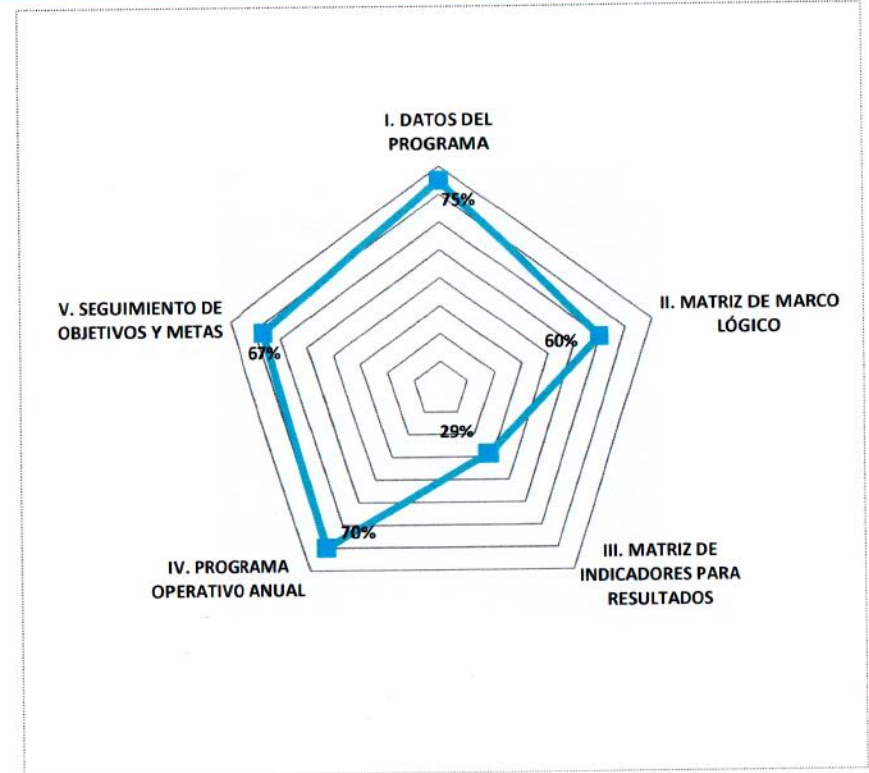 I. DATOS DEL
PROGRAMA
75%
II. MATRIZ DE MARCO
LÓGICO
60%
V. SEGUIMIENTO DE
OBJETIVOS Y METAS
67%
29%
70%
III. MATRIZ DE
INDICADORES PARA
RESULTADOS
IV. PROGRAMA
OPERATIVO ANUAL